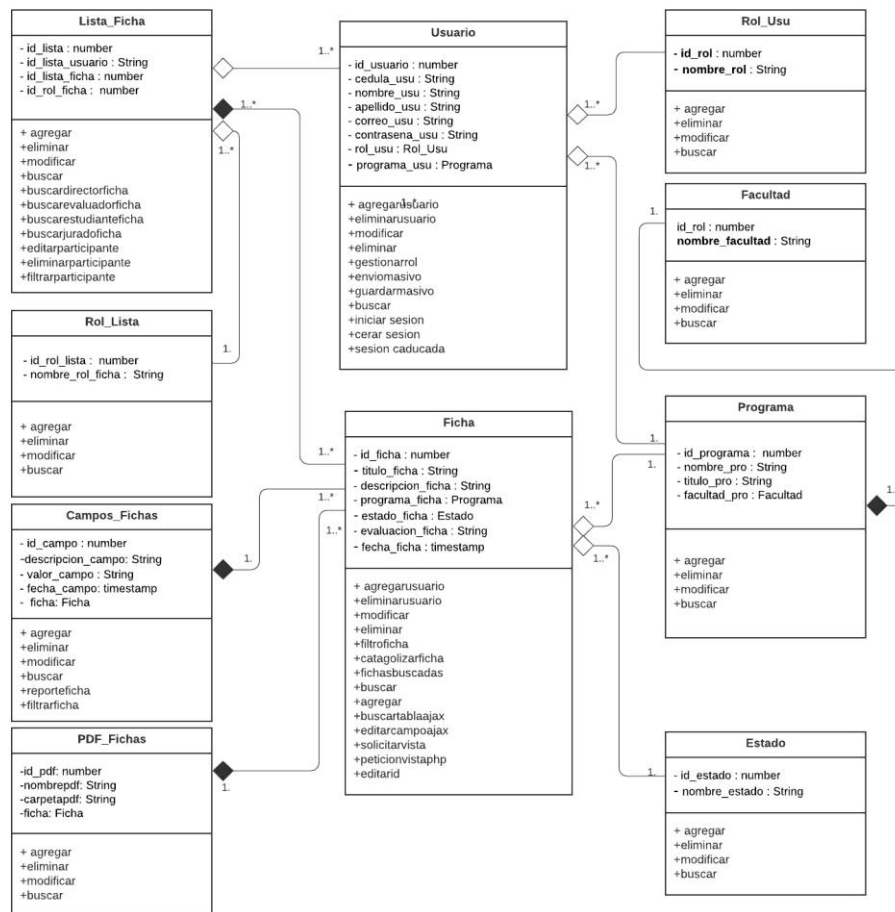 Lista_Ficha
- id_lista : number
- id_lista_usuario : String
- id_lista_ficha : number
- id_rol_ficha :  number
+ agregar
+eliminar
+modificar
+buscar
+buscardirectorficha
+buscarevaluadorficha
+buscarestudianteficha
+buscarjuradoficha
+editarparticipante
+eliminarparticipante
+filtrarparticipante
1..*
1..*
1..*
1..*
Usuario
- id_usuario : number
- cedula_usu : String
- nombre_usu : String
- apellido_usu : String
- correo_usu : String
- contrasena_usu : String
- rol_usu : Rol_Usu
- programa_usu : Programa
1..*
+ agregarusuario
+eliminarusuario
+modificar
+eliminar
+gestionarrol
+enviomasivo
+guardarmasivo
+buscar
+iniciar sesion
+cerar sesion
+sesion caducada
1..*
1..*
Rol_Usu
- id_rol : number
- nombre_rol : String
+ agregar
+eliminar
+modificar
+buscar
Facultad
id_rol : number
nombre_facultad : String
+ agregar
+eliminar
+modificar
+buscar
1.
Rol_Lista
- id_rol_lista :  number
- nombre_rol_ficha :  String
+ agregar
+eliminar
+modificar
+buscar
1.
Ficha
- id_ficha : number
- titulo_ficha : String
- descripcion_ficha : String
- programa_ficha : Programa
- estado_ficha : Estado
- evaluacion_ficha : String
- fecha_ficha : timestamp
+ agregarusuario
+eliminarusuario
+modificar
+eliminar
+filtroficha
+catagolizarficha
+fichasbuscadas
+buscar
+agregar
+buscartablaajax
+editarcampoajax
+solicitarvista
+peticionvistaphp
+editarid
1..*
1..*
1..*
1..*
1..*
Programa
- id_programa :  number
- nombre_pro : String
- titulo_pro : String
- facultad_pro : Facultad
+ agregar
+eliminar
+modificar
+buscar
1.
1.
1.
Campos_Fichas
- id_campo : number
-descripcion_campo: String
- valor_campo : String
- fecha_campo: timestamp
-  ficha: Ficha
+ agregar
+eliminar
+modificar
+buscar
+reporteficha
+filtrarficha
1.
PDF_Fichas
-id_pdf: number
-nombrepdf: String
-carpetapdf: String
-ficha: Ficha
+ agregar
+eliminar
+modificar
+buscar
1.
Estado
- id_estado : number
- nombre_estado : String
+ agregar
+eliminar
+modificar
+buscar
1.